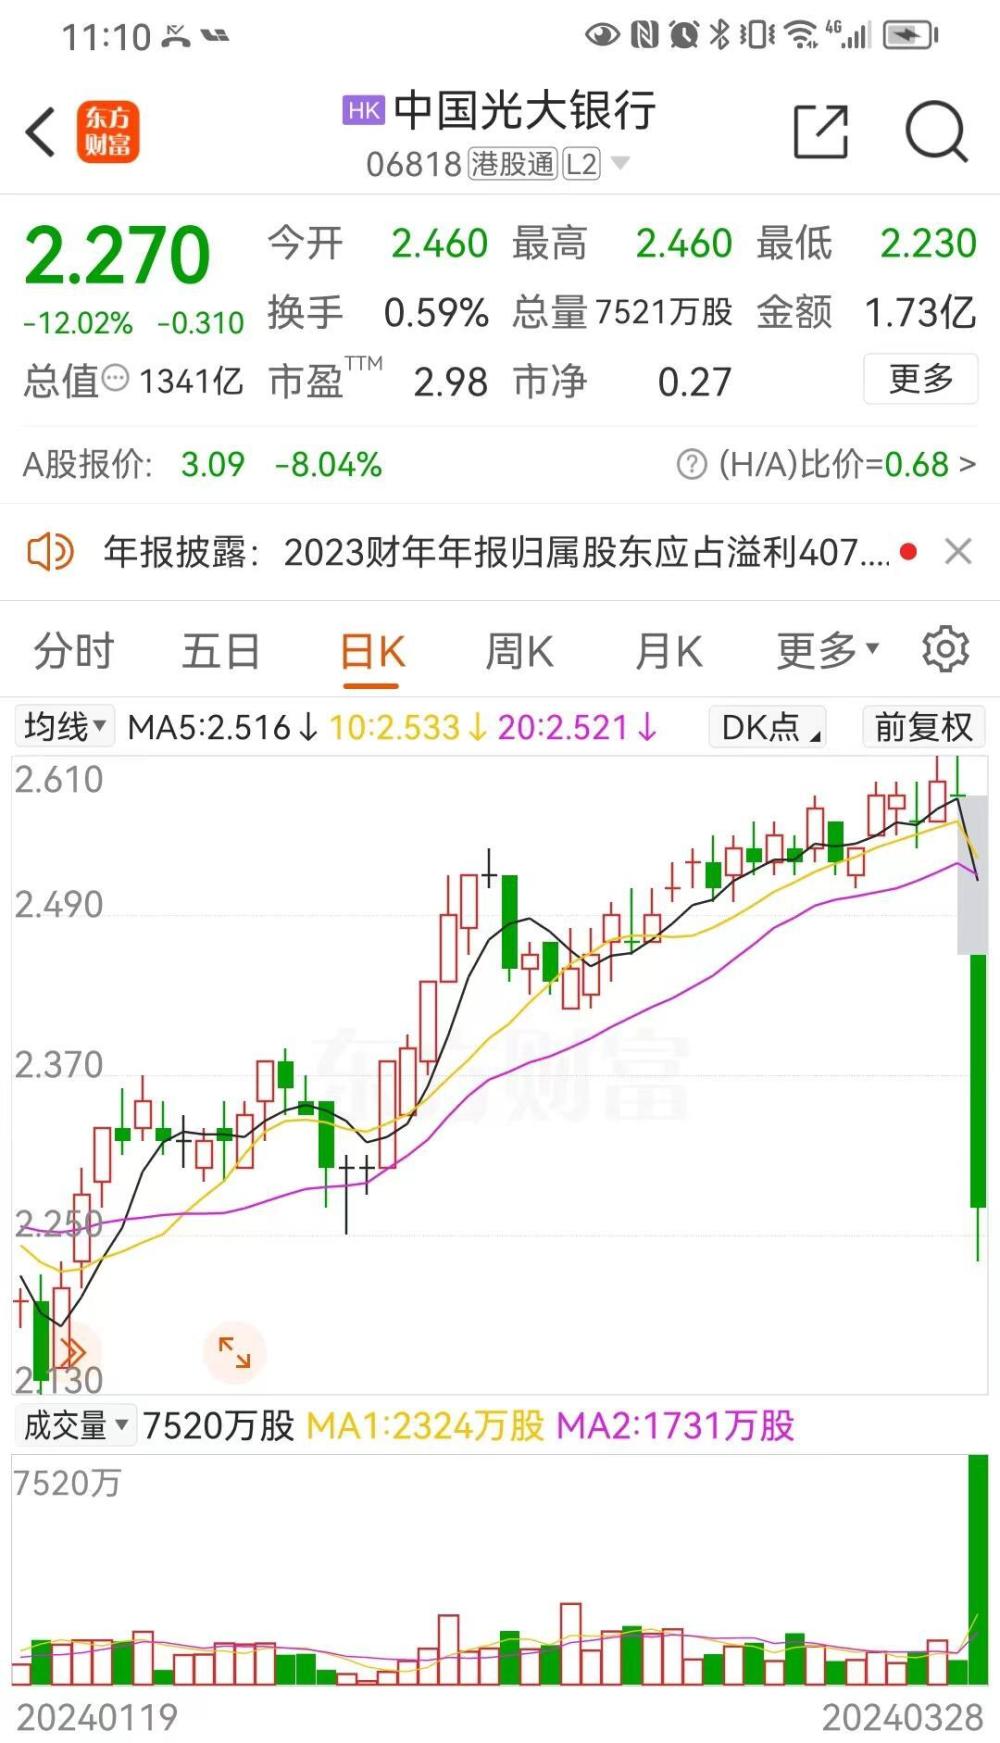 11:10 4G
东方
财富
HK 中国光大银行
06818 港股通 L2
2.270 今开 2.460 最高 2.460 最低 2.230
-12.02% -0.310 换手 0.59% 总量 7521万股 金额 1.73亿
总值 1341亿 市盈TTM 2.98 市净 0.27 更多
A股报价: 3.09 -8.04% ? (H/A)比价=0.68 >
年报披露: 2023财年年报归属股东应占溢利407....
分时 五日 日K 周K 月K 更多
均线 MA5:2.516↓ 10:2.533↓ 20:2.521↓ DK点 前复权
2.610
2.490
2.370
东方财富
2.250
2.130
成交量 7520万股 MA1:2324万股 MA2:1731万股
7520万
20240119 20240328